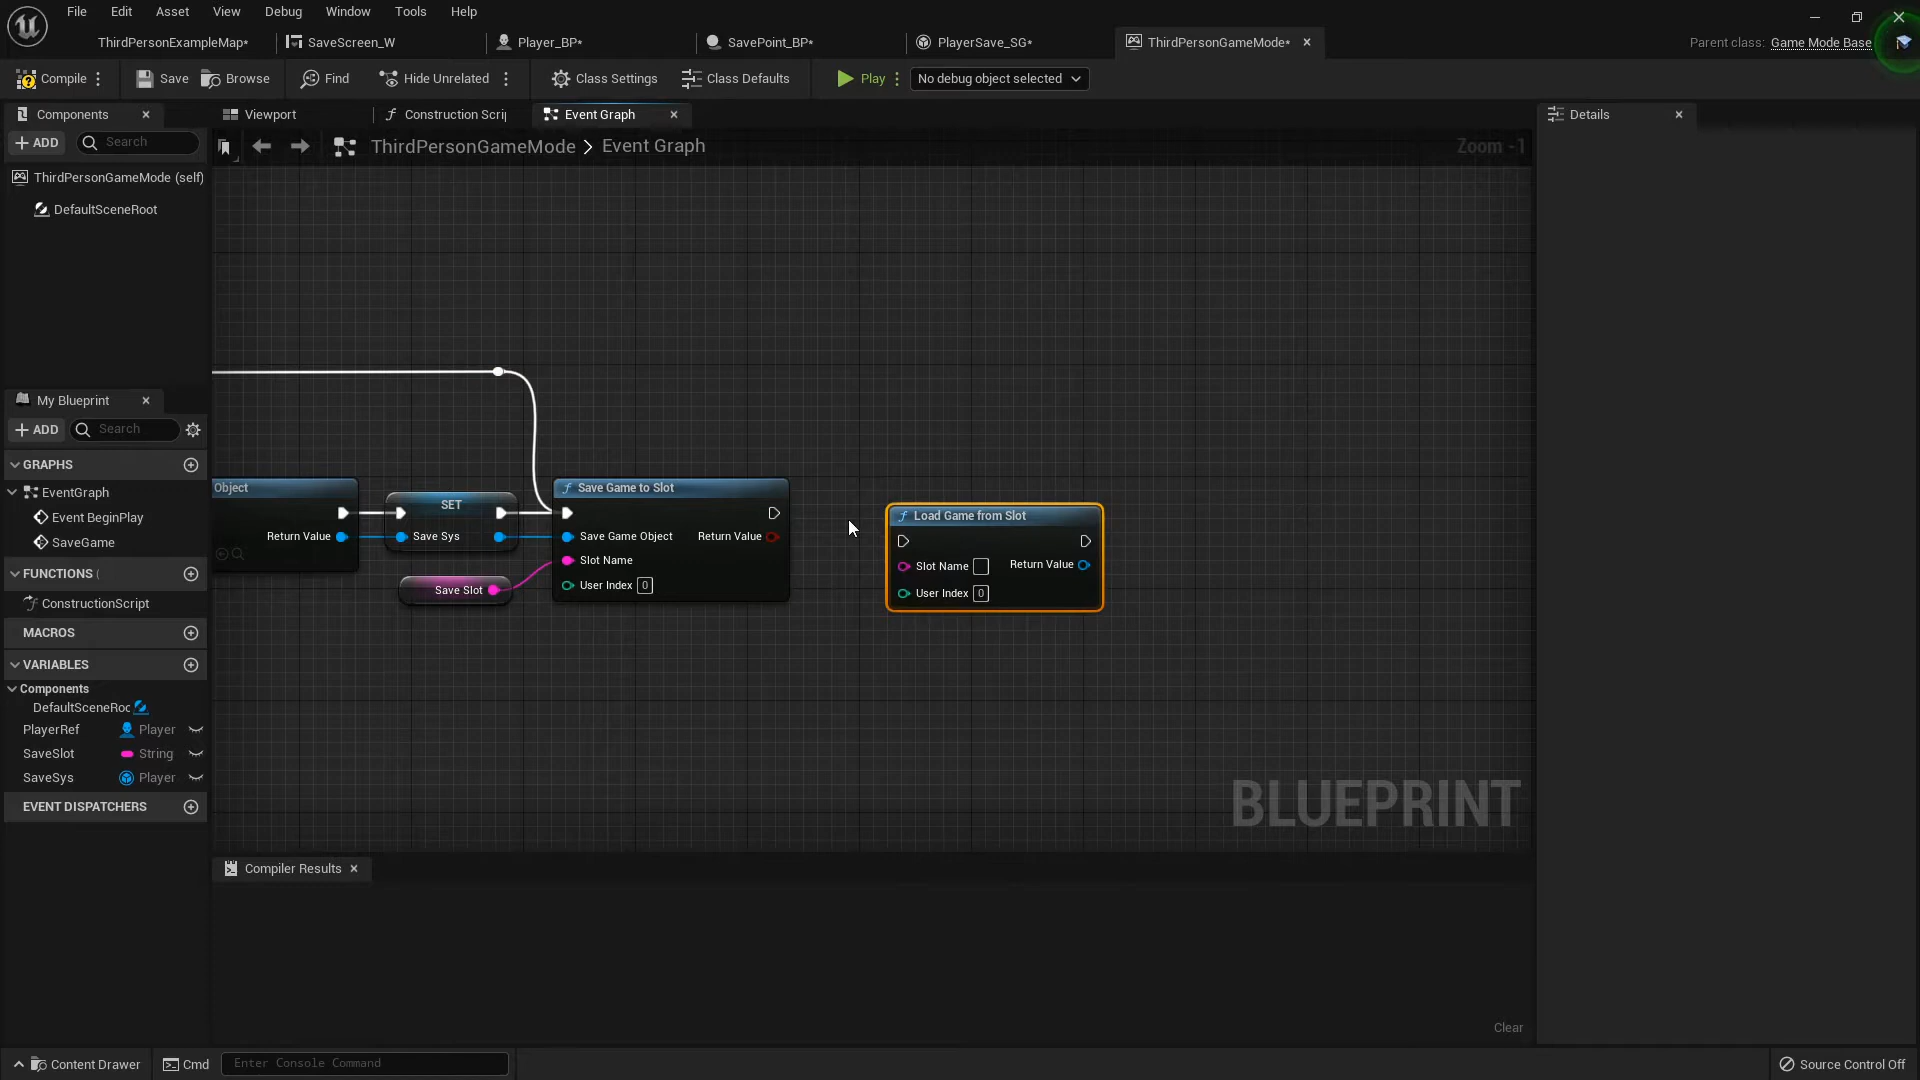 File Edit Asset View Debug Window Tools Help
ThirdPersonExampleMap* SaveScreen_W Player_BP* SavePoint_BP* PlayerSave_SG* ThirdPersonGameMode* Parent class: Game Mode Base
Compile Save Browse Find Hide Unrelated Class Settings Class Defaults Play No debug object selected
Components Viewport Construction Scrip Event Graph Details
ADD Search
ThirdPersonGameMode > Event Graph Zoom -1
ThirdPersonGameMode (self)
DefaultSceneRoot
My Blueprint
ADD Search
GRAPHS
EventGraph
Event BeginPlay
SaveGame
FUNCTIONS (
ConstructionScript
MACROS
VARIABLES
Components
DefaultSceneRoo
PlayerRef Player
SaveSlot String
SaveSys Player
EVENT DISPATCHERS
Object
Return Value
SET
Save Sys
Save Slot
Save Game to Slot
Save Game Object Return Value
Slot Name
User Index 0
Load Game from Slot
Slot Name Return Value
User Index 0
BLUEPRINT
Compiler Results
Clear
Content Drawer Cmd Enter Console Command Source Control Off